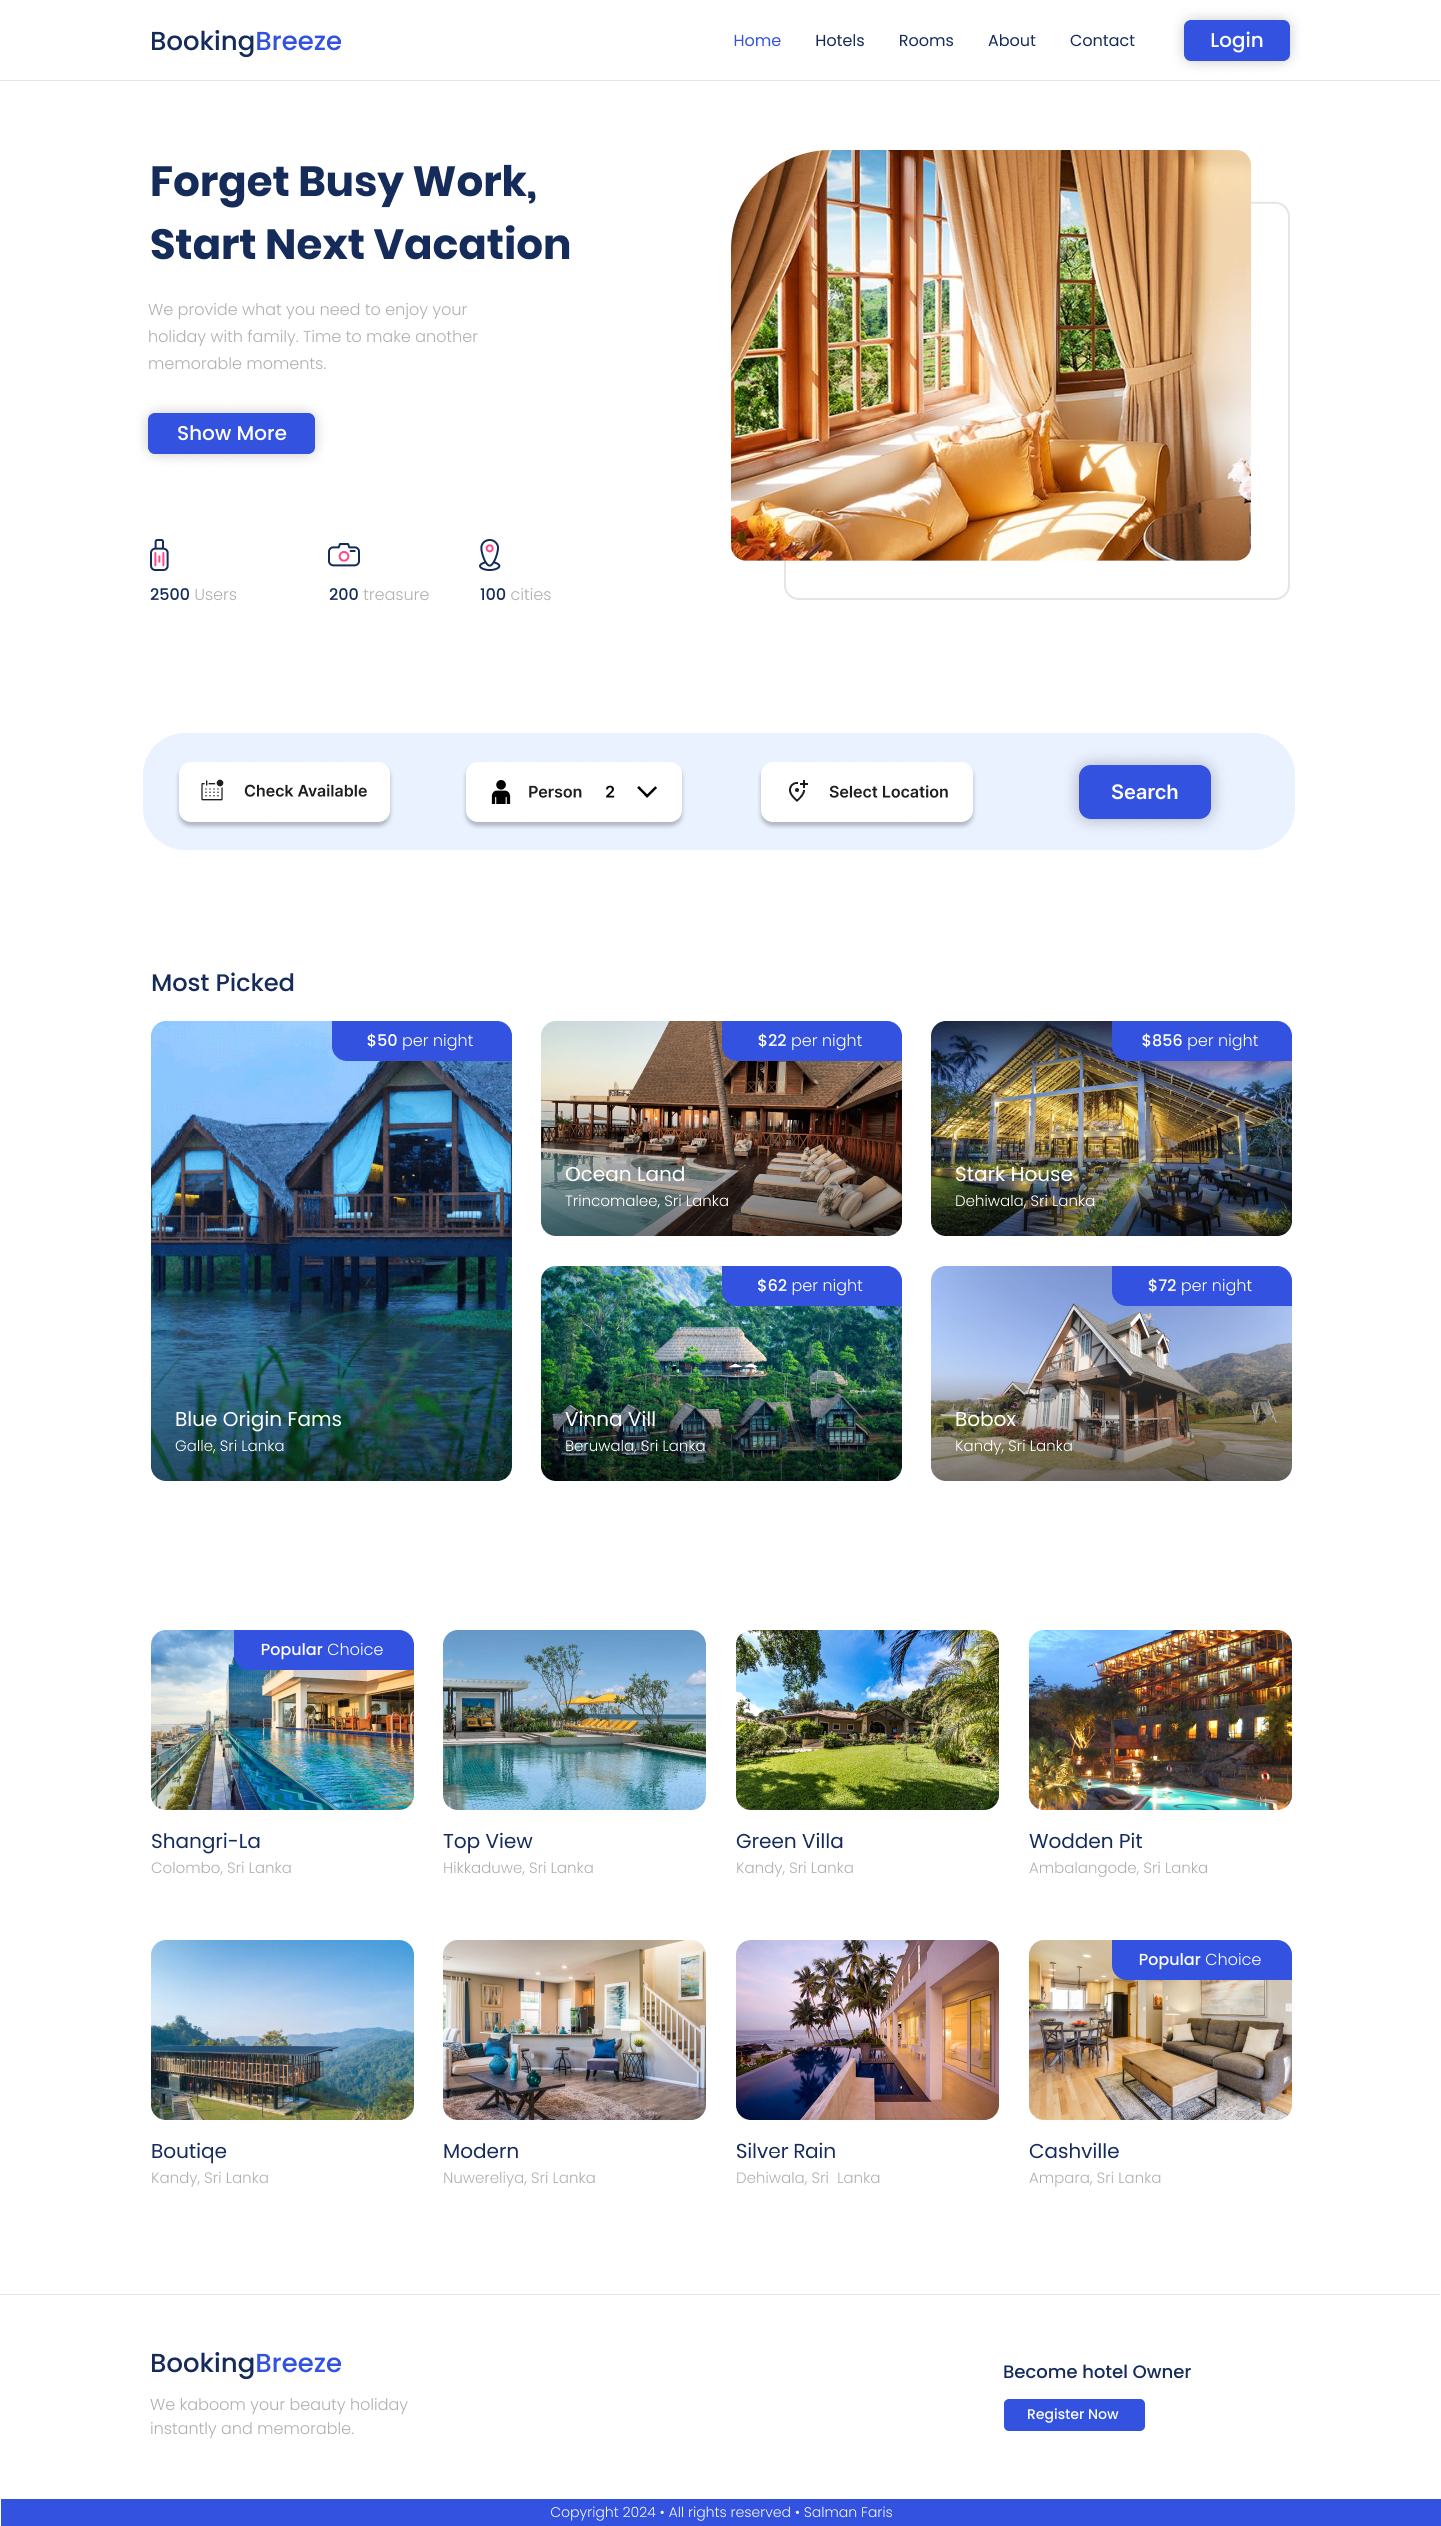 BookingBreeze
Home Hotels Rooms About Contact Login
Forget Busy Work,
Start Next Vacation
We provide what you need to enjoy your
holiday with family. Time to make another
memorable moments.
Show More
2500 Users 200 treasure 100 cities
Check Available Person 2 Select Location Search
Most Picked
$50 per night
Blue Origin Fams
Galle, Sri Lanka
$22 per night
Ocean Land
Trincomalee, Sri Lanka
$856 per night
Stark House
Dehiwala, Sri Lanka
$62 per night
Vinna Vill
Beruwala, Sri Lanka
$72 per night
Bobox
Kandy, Sri Lanka
Popular Choice
Shangri-La
Colombo, Sri Lanka
Top View
Hikkaduwe, Sri Lanka
Green Villa
Kandy, Sri Lanka
Wodden Pit
Ambalangode, Sri Lanka
Boutiqe
Kandy, Sri Lanka
Modern
Nuwereliya, Sri Lanka
Silver Rain
Dehiwala, Sri  Lanka
Popular Choice
Cashville
Ampara, Sri Lanka
BookingBreeze
We kaboom your beauty holiday
instantly and memorable.
Become hotel Owner
Register Now
Copyright 2024 • All rights reserved • Salman Faris